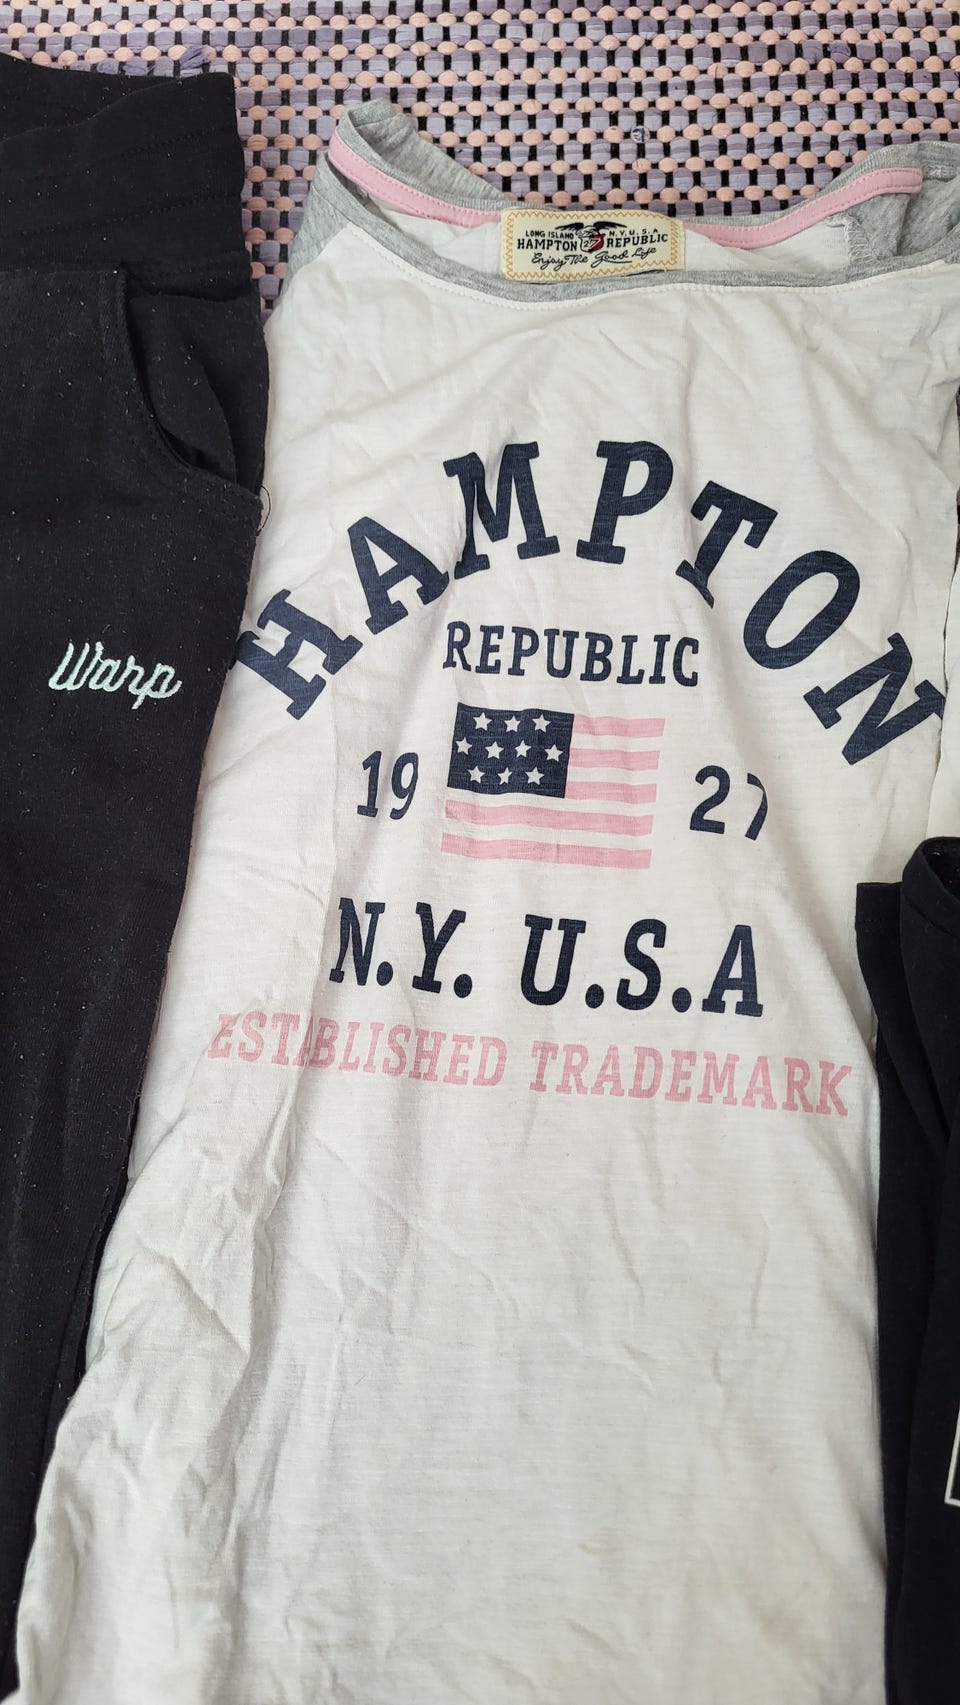 LONG ISLAND N.Y. U.S.A
HAMPTON 27 REPUBLIC
Enjoy The Good Life
HAMPTON
REPUBLIC
19 27
N.Y. U.S.A
ESTABLISHED TRADEMARK
Warp